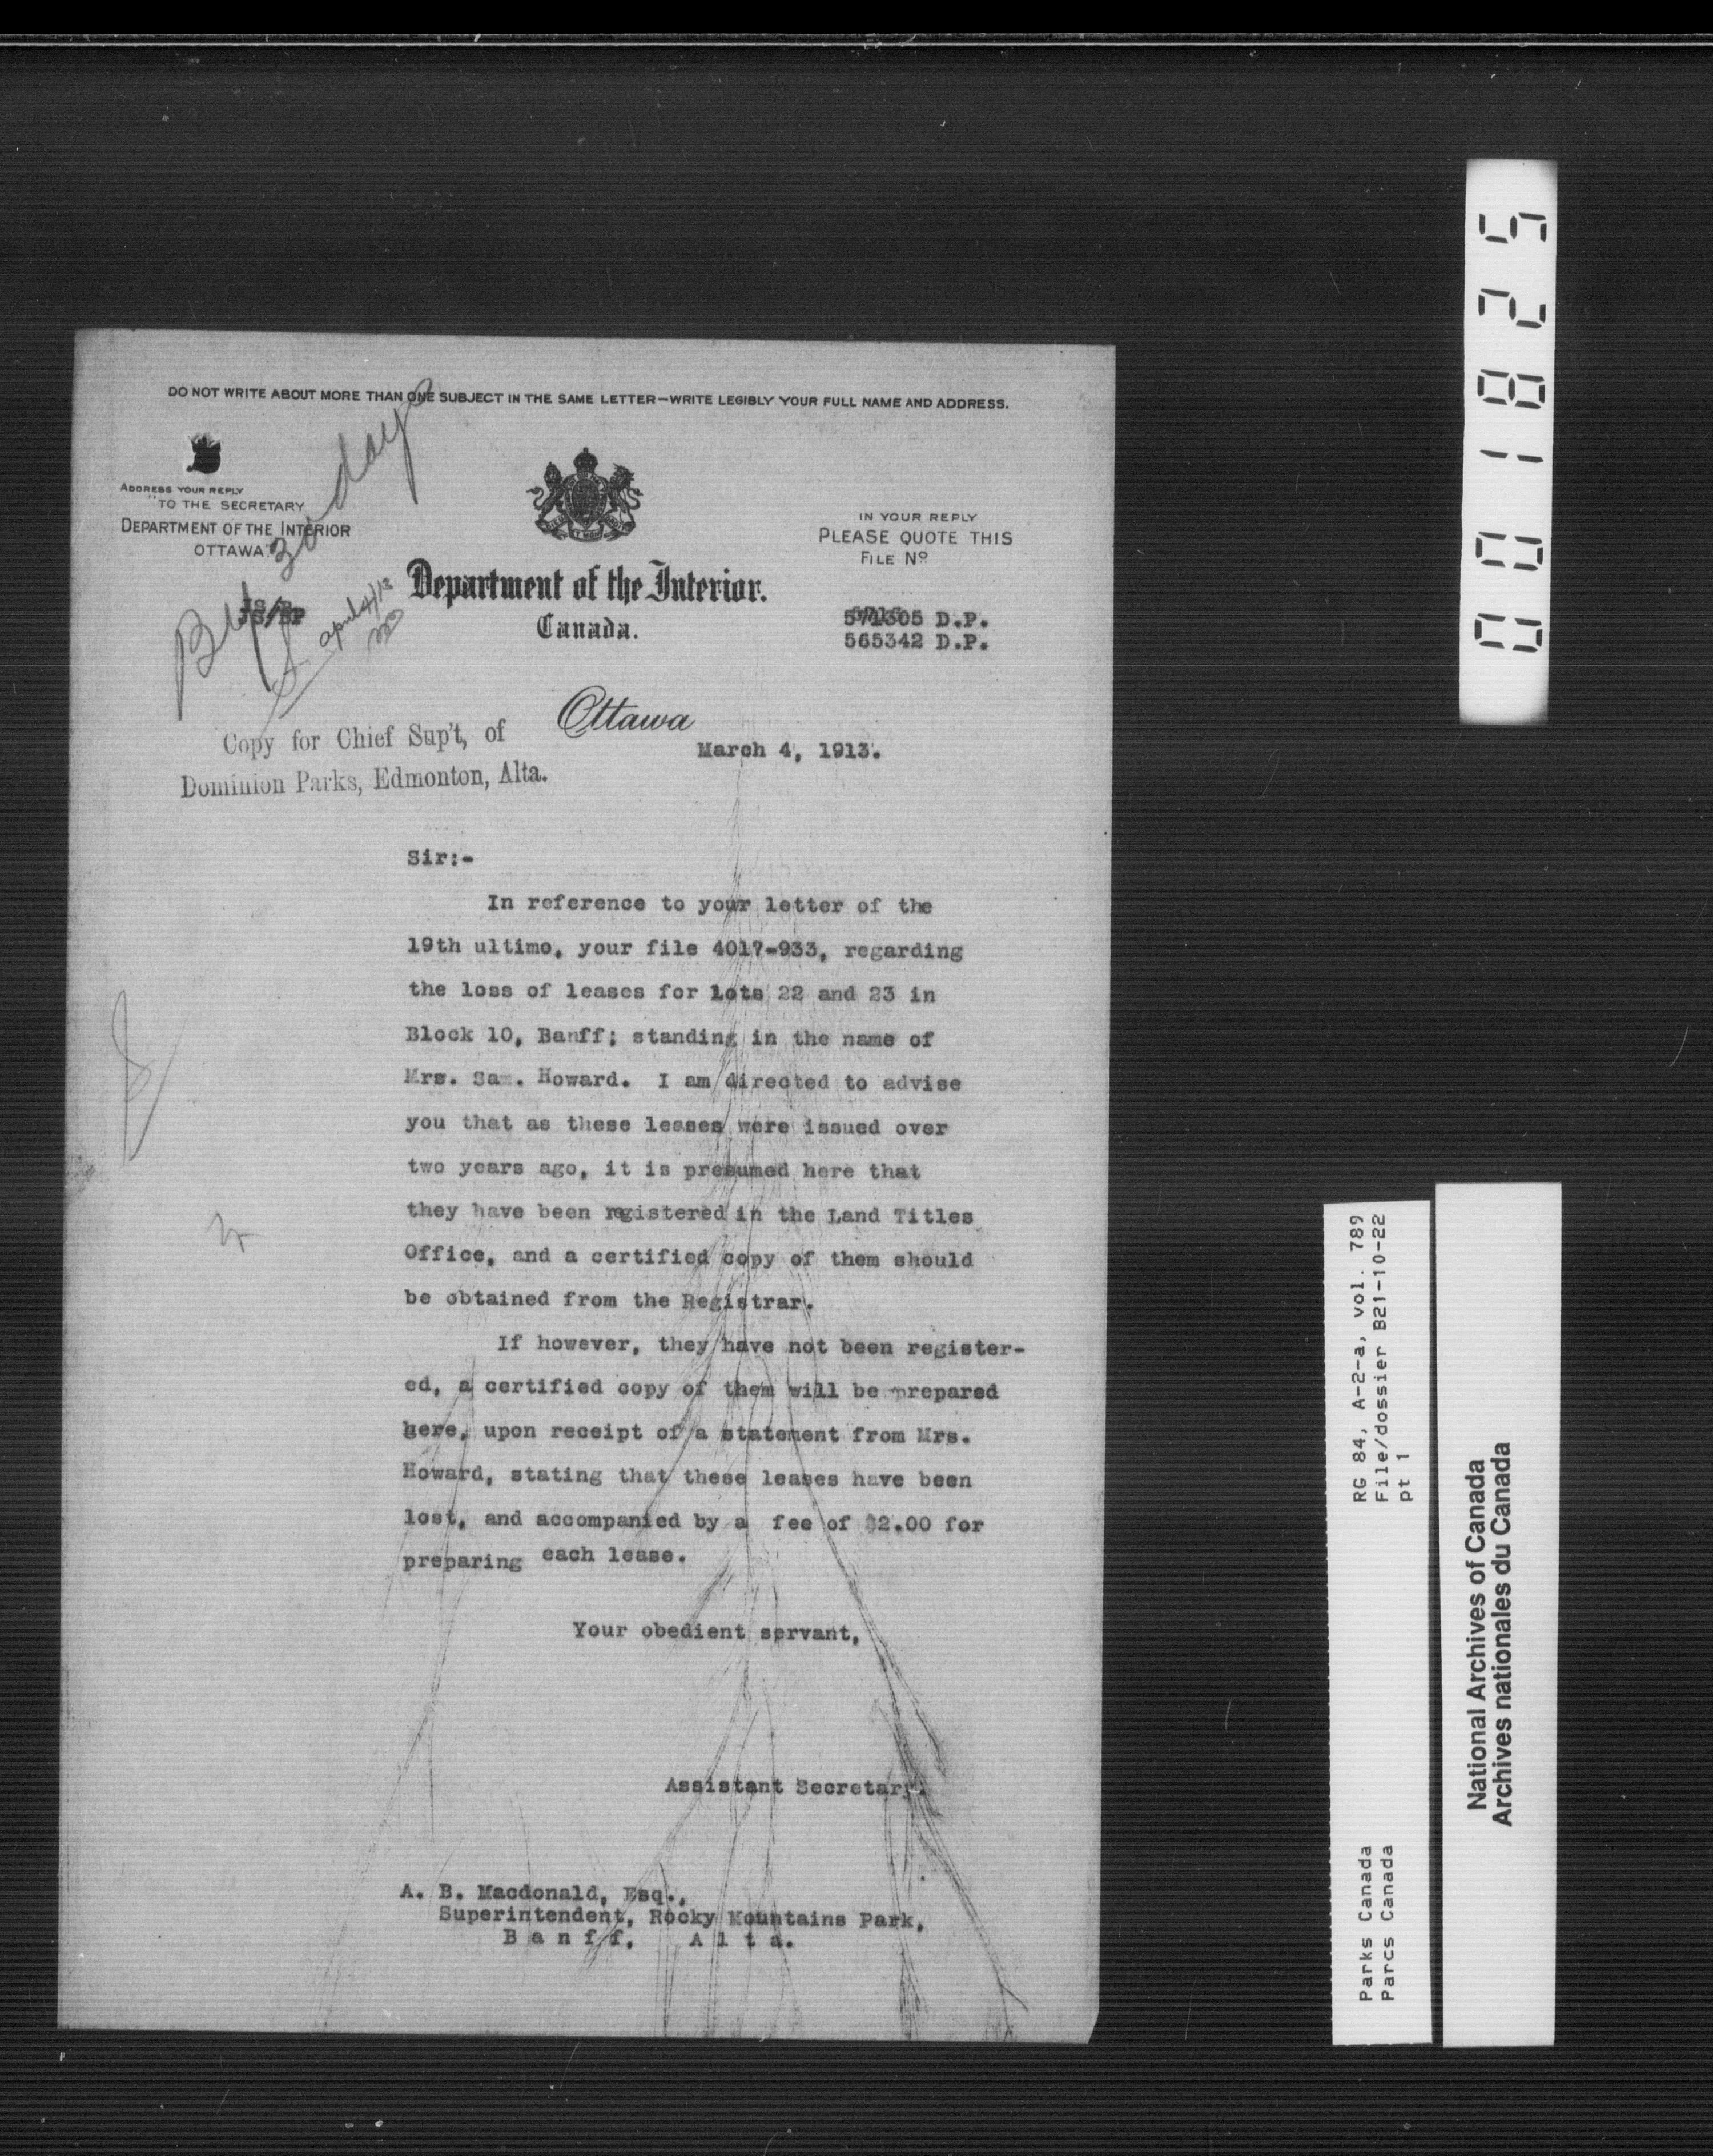 DO NOT WRITE ABOUT MORE THAN ONE SUBJECT IN THE SAME LETTER—WRITE LEGIBLY YOUR FULL NAME AND ADDRESS.
ADDRESS YOUR REPLY
TO THE SECRETARY
DEPARTMENT OF THE INTERIOR
OTTAWA.
IN YOUR REPLY
PLEASE QUOTE THIS
FILE No
BY 30 days
April 4/13
Department of the Interior.
Canada.
571305 D.P.
565342 D.P.
Copy for Chief Sup't, of
Dominion Parks, Edmonton, Alta.
Ottawa
March 4, 1913.
Sir:-
In reference to your letter of the
19th ultimo, your file 4017-933, regarding
the loss of leases for lots 22 and 23 in
Block 10, Banff; standing in the name of
Mrs. Sam. Howard. I am directed to advise
you that as these leases were issued over
two years ago, it is presumed here that
they have been registered in the Land Titles
Office, and a certified copy of them should
be obtained from the Registrar.
If however, they have not been register-
ed, a certified copy of them will be prepared
here, upon receipt of a statement from Mrs.
Howard, stating that these leases have been
lost, and accompanied by a fee of $2.00 for
preparing each lease.
Your obedient servant,
Assistant Secretary.
A. B. Macdonald, Esq.,
Superintendent, Rocky Mountains Park,
Banff, Alta.
001825
RG 84, A-2-a, vol. 789
File/dossier B21-10-22
pt 1
Parks Canada
Parcs Canada
National Archives of Canada
Archives nationales du Canada